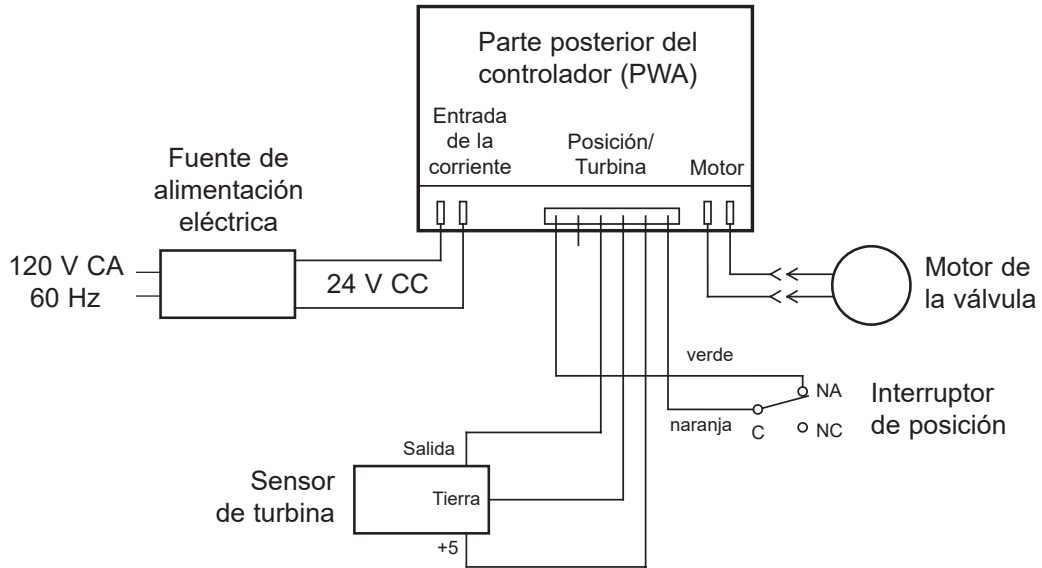 Parte posterior del
controlador (PWA)
Entrada
de la
corriente
Posición/
Turbina
Motor
Fuente de
alimentación
eléctrica
120 V CA
60 Hz
24 V CC
Motor de
la válvula
verde
naranja
NA
C
NC
Interruptor
de posición
Salida
Sensor
de turbina
Tierra
+5